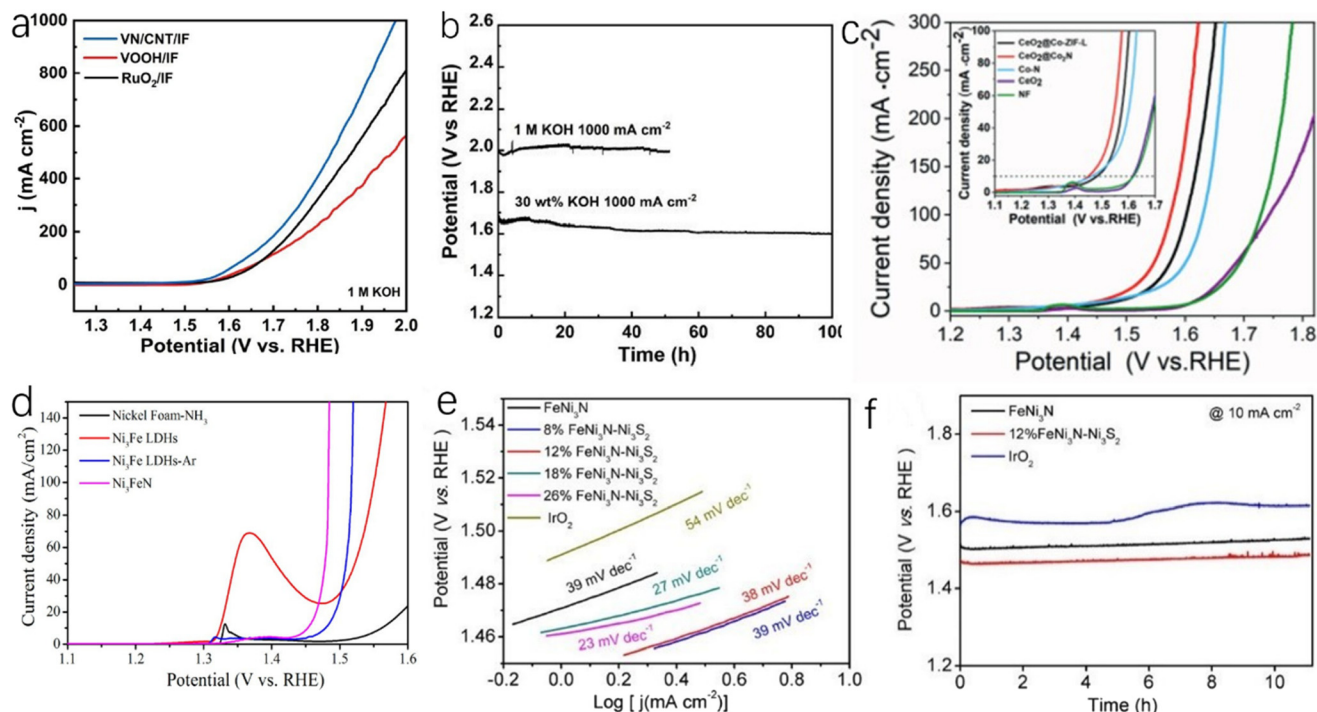 a
1000
800
600
400
200
0
j (mA cm⁻²)
VN/CNT/IF
VOOH/IF
RuO₂/IF
1 M KOH
1.3 1.4 1.5 1.6 1.7 1.8 1.9 2.0
Potential (V vs. RHE)
b
2.6
2.4
2.2
2.0
1.8
1.6
1.4
1.2
Potential (V vs RHE)
1 M KOH 1000 mA cm⁻²
30 wt% KOH 1000 mA cm⁻²
0 20 40 60 80 100
Time (h)
c
300
250
200
150
100
50
0
Current density (mA ·cm⁻²)
100
80
60
40
20
10
0
Current density (mA ·cm⁻²)
CeO₂@Co-ZIF-L
CeO₂@Co₅N
Co-N
CeO₂
NF
1.1 1.2 1.3 1.4 1.5 1.6 1.7
Potential (V vs.RHE)
1.2 1.3 1.4 1.5 1.6 1.7 1.8
Potential (V vs.RHE)
d
140
120
100
80
60
40
20
0
Current density (mA/cm²)
Nickel Foam-NH₃
Ni₃Fe LDHs
Ni₃Fe LDHs-Ar
Ni₃FeN
1.1 1.2 1.3 1.4 1.5 1.6
Potential (V vs. RHE)
e
1.54
1.52
1.50
1.48
1.46
Potential (V vs. RHE)
FeNi₃N
8% FeNi₃N-Ni₃S₂
12% FeNi₃N-Ni₃S₂
18% FeNi₃N-Ni₃S₂
26% FeNi₃N-Ni₃S₂
IrO₂
54 mV dec⁻¹
39 mV dec⁻¹
27 mV dec⁻¹
38 mV dec⁻¹
23 mV dec⁻¹
39 mV dec⁻¹
-0.2 0.0 0.2 0.4 0.6 0.8 1.0
Log [ j(mA cm⁻²)]
f
1.8
1.6
1.4
1.2
Potential (V vs. RHE )
FeNi₃N
12%FeNi₃N-Ni₃S₂
IrO₂
@ 10 mA cm⁻²
0 2 4 6 8 10
Time (h)